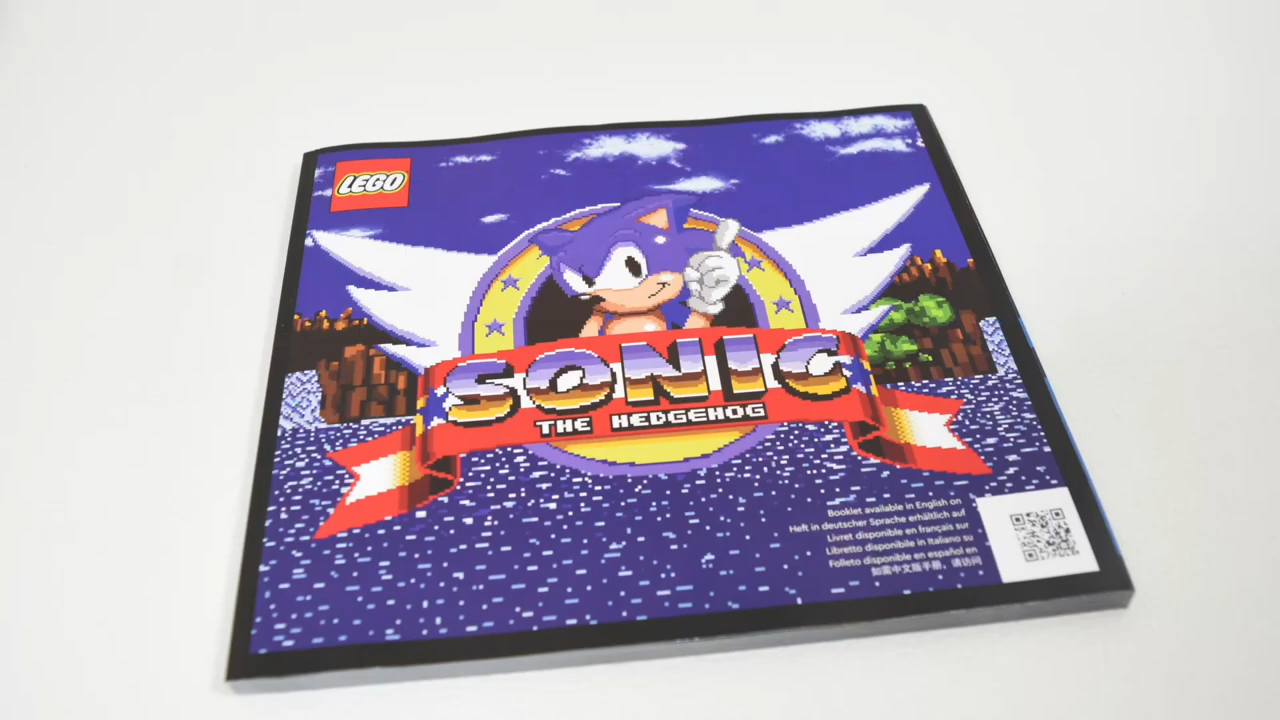 LEGO
SONIC
THE HEDGEHOG
Booklet available in English on
Heft in deutscher Sprache erhältlich auf
Livret disponible en français sur
Libretto disponibile in Italiano su
Folleto disponible en español en
如需中文版手册，请访问